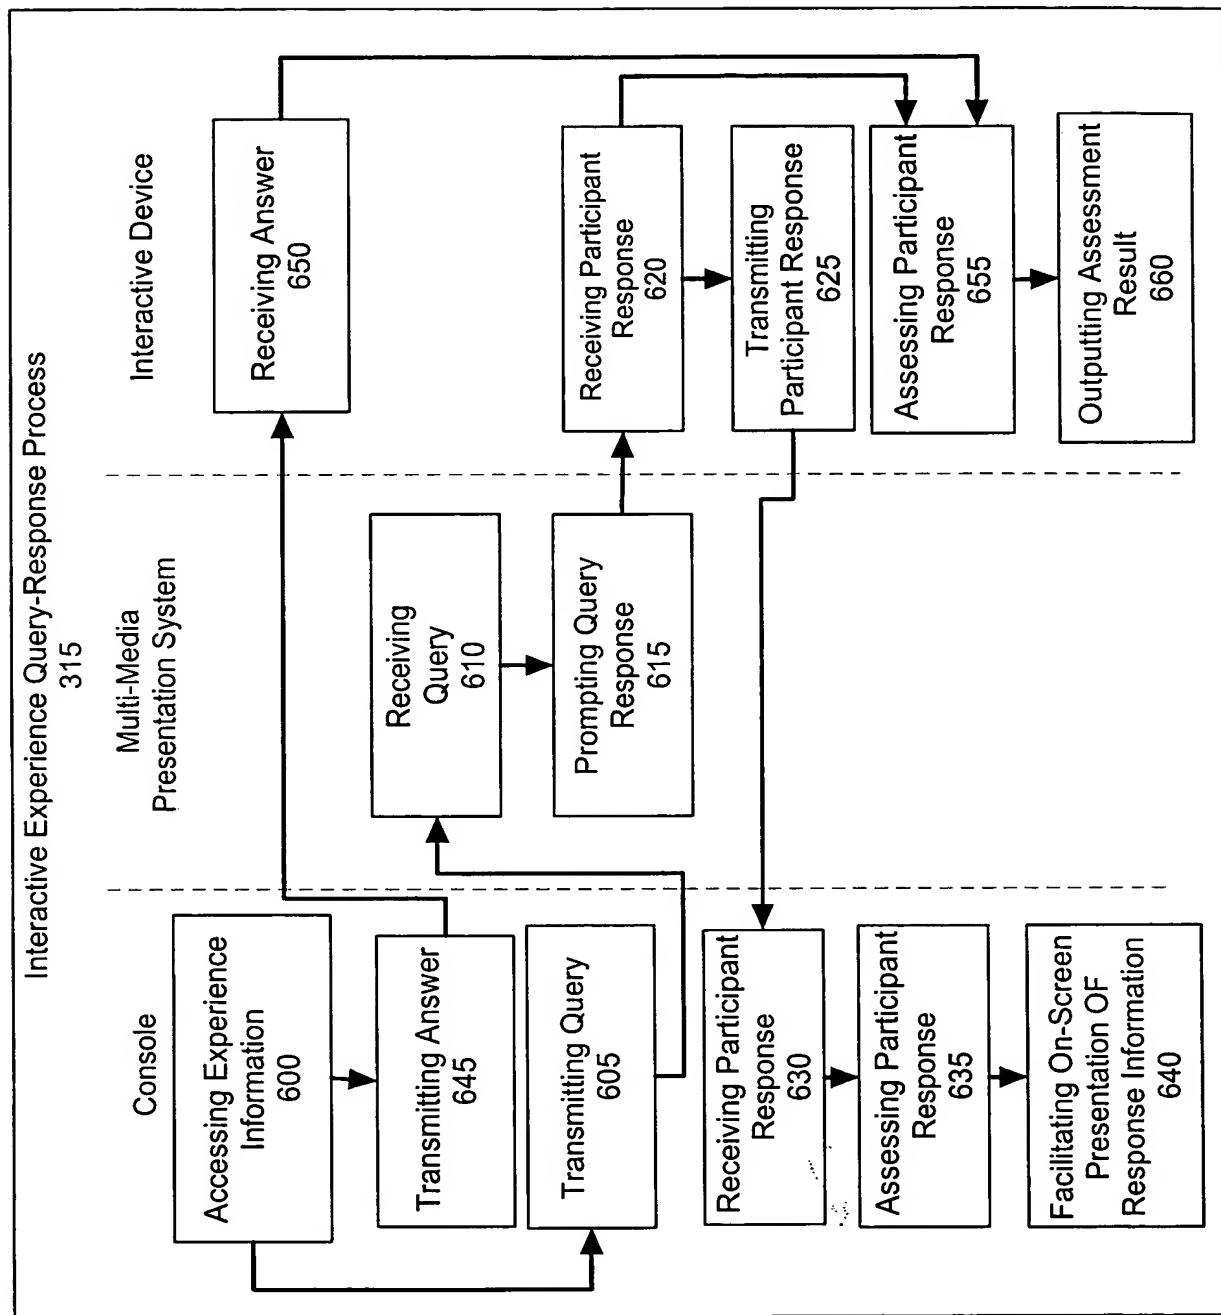 Interactive Experience Query-Response Process
315
Console
Accessing Experience
Information
600
Transmitting Answer
645
Transmitting Query
605
Receiving Participant
Response
630
Assessing Participant
Response
635
Facilitating On-Screen
Presentation OF
Response Information
640
Multi-Media
Presentation System
Receiving
Query
610
Prompting Query
Response
615
Interactive Device
Receiving Answer
650
Receiving Participant
Response
620
Transmitting
Participant Response
625
Assessing Participant
Response
655
Outputting Assessment
Result
660